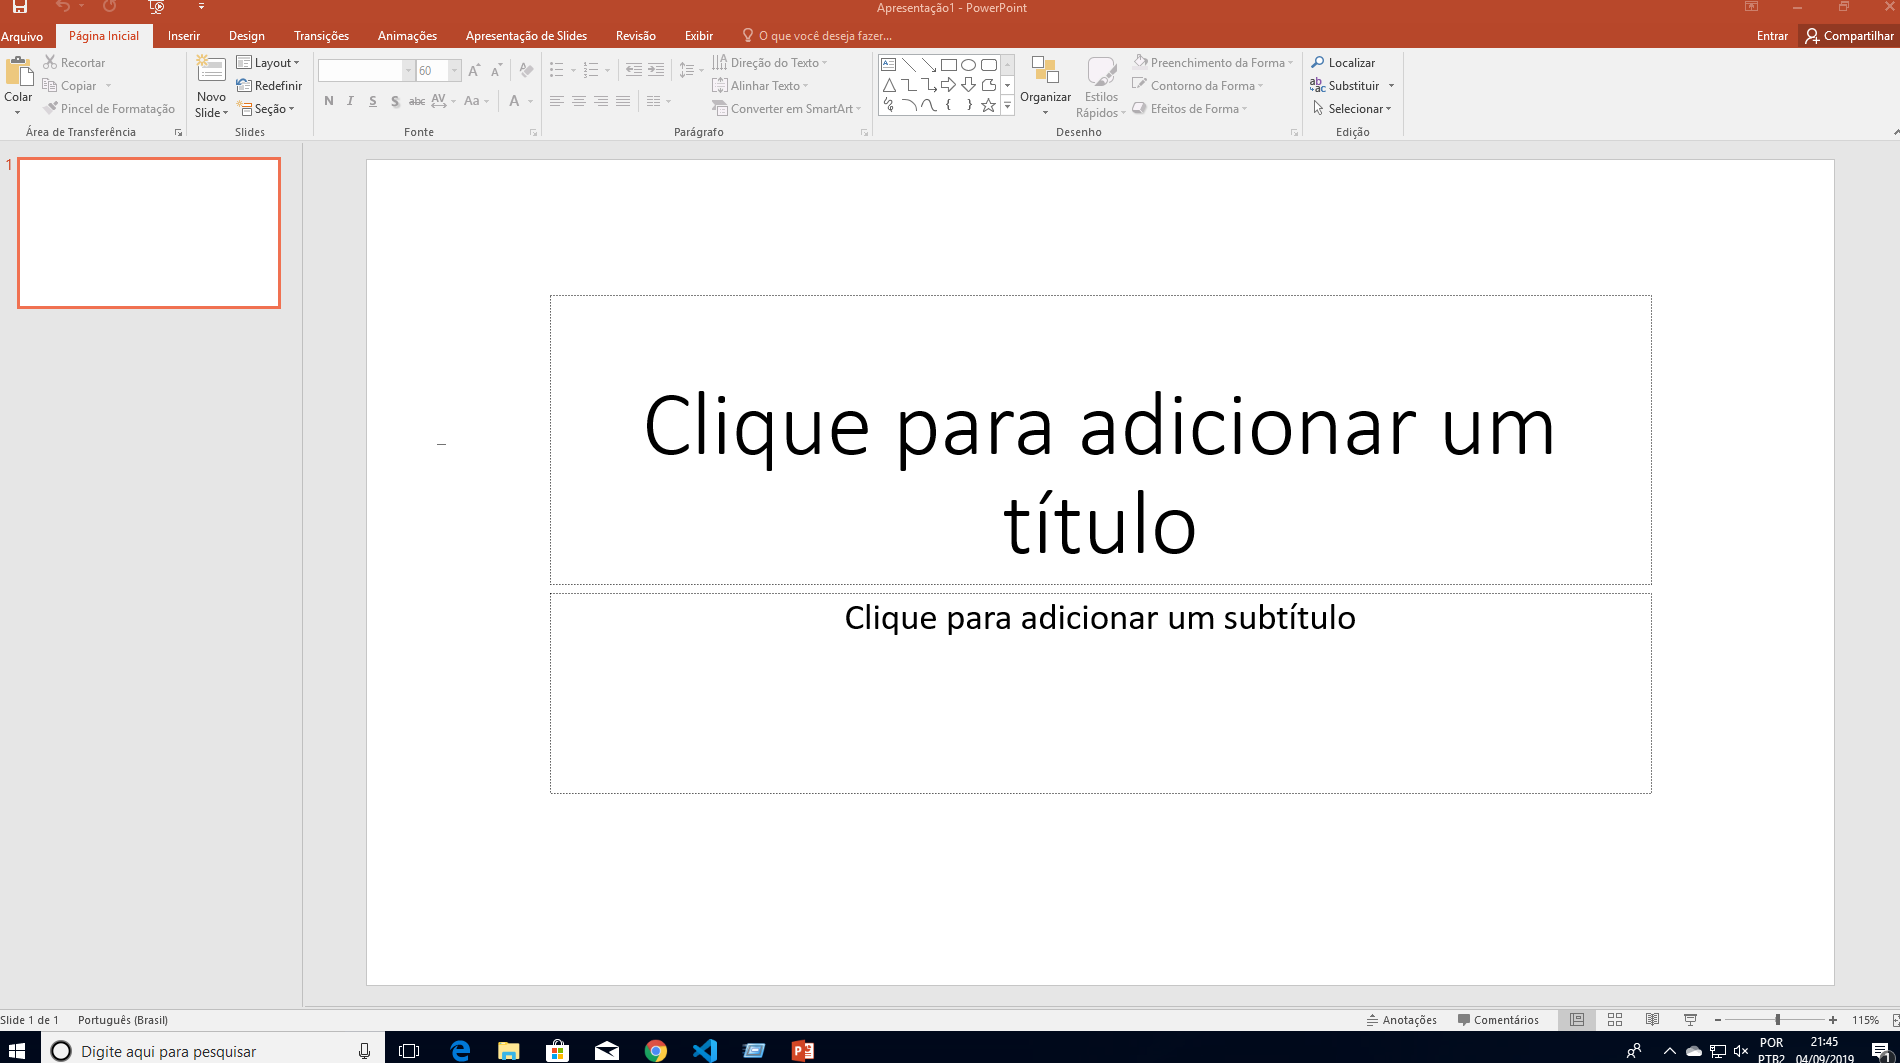 Apresentação1 - PowerPoint
Arquivo Página Inicial Inserir Design Transições Animações Apresentação de Slides Revisão Exibir O que você deseja fazer... Entrar Compartilhar
Colar
Recortar
Copiar
Pincel de Formatação
Área de Transferência
Novo
Slide
Layout
Redefinir
Seção
Slides
60
N I S S abc AV Aa A
Fonte
Direção do Texto
Alinhar Texto
Converter em SmartArt
Parágrafo
Organizar
Estilos
Rápidos
Preenchimento da Forma
Contorno da Forma
Efeitos de Forma
Desenho
Localizar
Substituir
Selecionar
Edição
1
Clique para adicionar um
título
Clique para adicionar um subtítulo
Slide 1 de 1 Português (Brasil) Anotações Comentários 115%
Digite aqui para pesquisar
POR
PTB2
21:45
04/09/2019
1